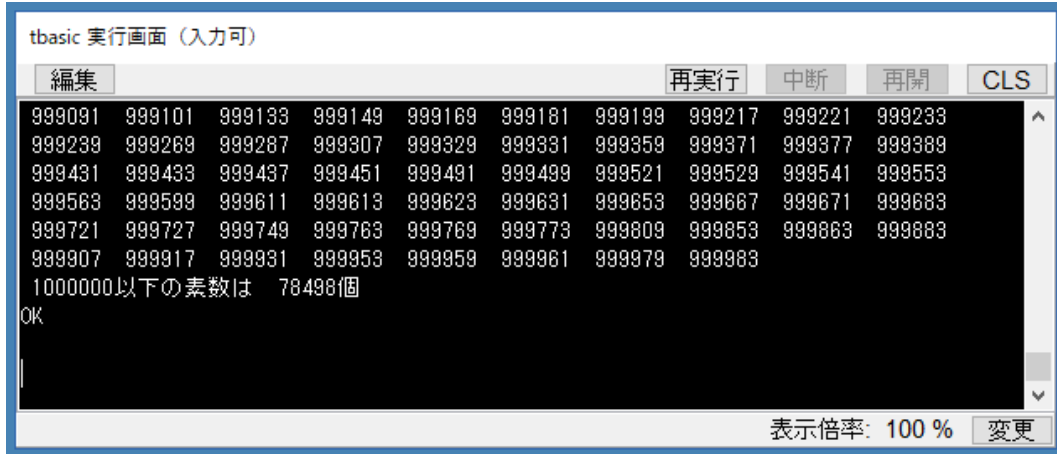 tbasic 実行画面（入力可）
編集 再実行 中断 再開 CLS
999091 999101 999133 999149 999169 999181 999199 999217 999221 999233
999239 999269 999287 999307 999329 999331 999359 999371 999377 999389
999431 999433 999437 999451 999491 999499 999521 999529 999541 999553
999563 999599 999611 999613 999623 999631 999653 999667 999671 999683
999721 999727 999749 999763 999769 999773 999809 999853 999863 999883
999907 999917 999931 999953 999959 999961 999979 999983
1000000以下の素数は 78498個
OK
表示倍率: 100 % 変更